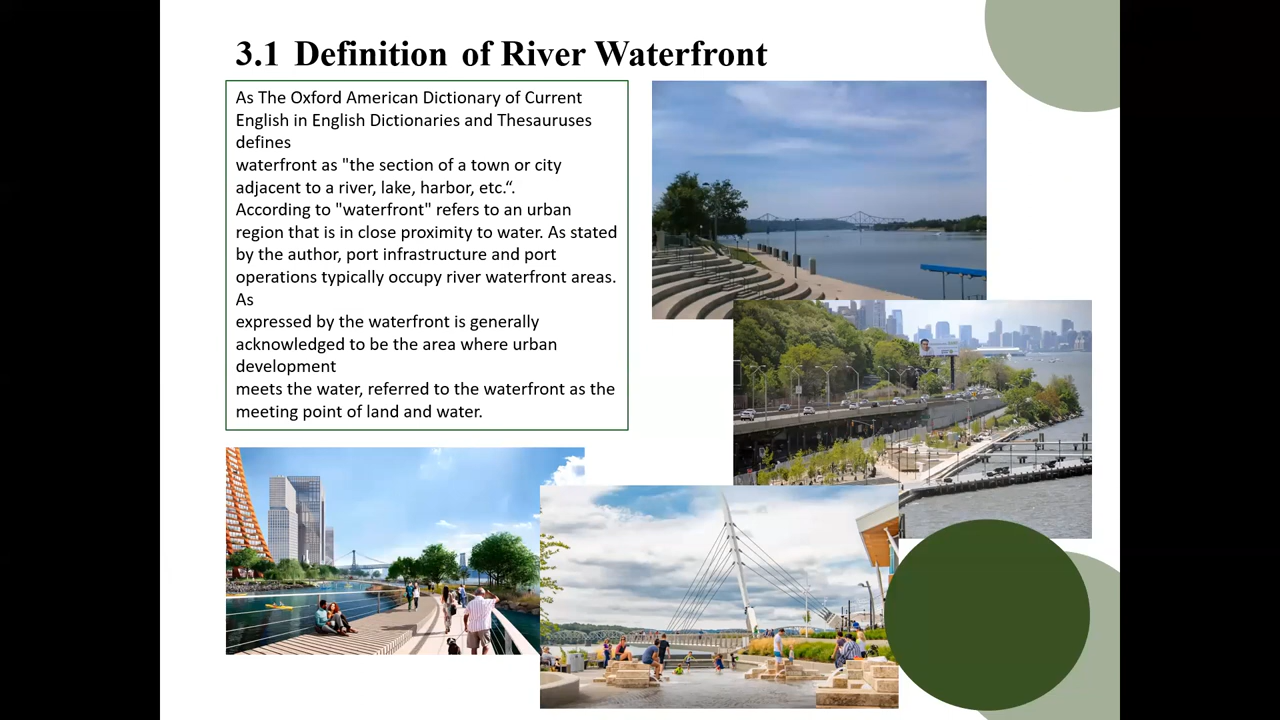 3.1 Definition of River Waterfront
As The Oxford American Dictionary of Current
English in English Dictionaries and Thesauruses
defines
waterfront as "the section of a town or city
adjacent to a river, lake, harbor, etc.“.
According to "waterfront" refers to an urban
region that is in close proximity to water. As stated
by the author, port infrastructure and port
operations typically occupy river waterfront areas.
As
expressed by the waterfront is generally
acknowledged to be the area where urban
development
meets the water, referred to the waterfront as the
meeting point of land and water.